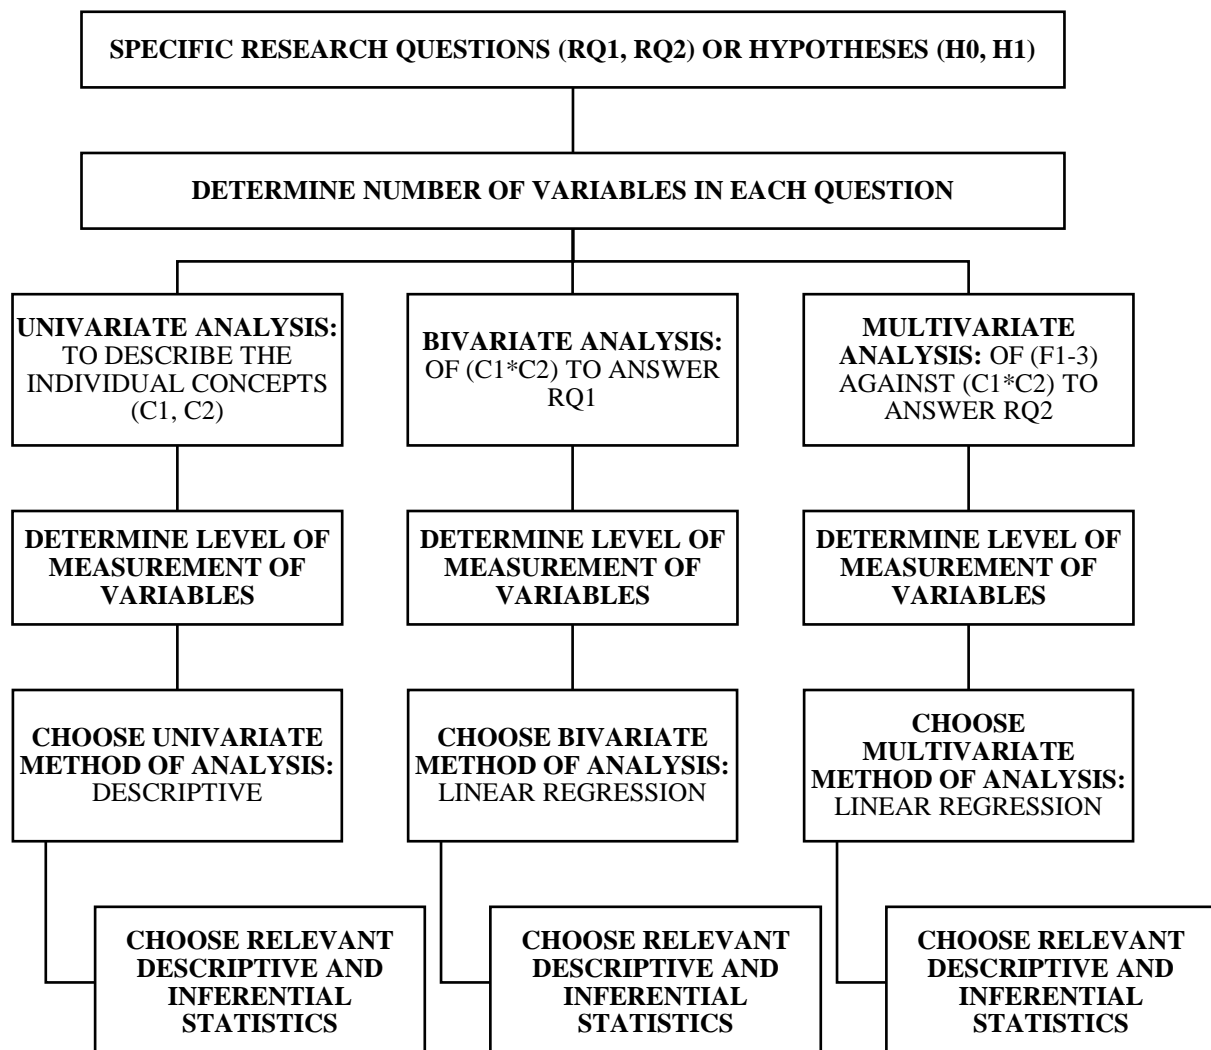 SPECIFIC RESEARCH QUESTIONS (RQ1, RQ2) OR HYPOTHESES (H0, H1)
DETERMINE NUMBER OF VARIABLES IN EACH QUESTION
UNIVARIATE ANALYSIS:
TO DESCRIBE THE
INDIVIDUAL CONCEPTS
(C1, C2)
BIVARIATE ANALYSIS:
OF (C1*C2) TO ANSWER
RQ1
MULTIVARIATE
ANALYSIS: OF (F1-3)
AGAINST (C1*C2) TO
ANSWER RQ2
DETERMINE LEVEL OF
MEASUREMENT OF
VARIABLES
DETERMINE LEVEL OF
MEASUREMENT OF
VARIABLES
DETERMINE LEVEL OF
MEASUREMENT OF
VARIABLES
CHOOSE UNIVARIATE
METHOD OF ANALYSIS:
DESCRIPTIVE
CHOOSE BIVARIATE
METHOD OF ANALYSIS:
LINEAR REGRESSION
CHOOSE
MULTIVARIATE
METHOD OF ANALYSIS:
LINEAR REGRESSION
CHOOSE RELEVANT
DESCRIPTIVE AND
INFERENTIAL
STATISTICS
CHOOSE RELEVANT
DESCRIPTIVE AND
INFERENTIAL
STATISTICS
CHOOSE RELEVANT
DESCRIPTIVE AND
INFERENTIAL
STATISTICS